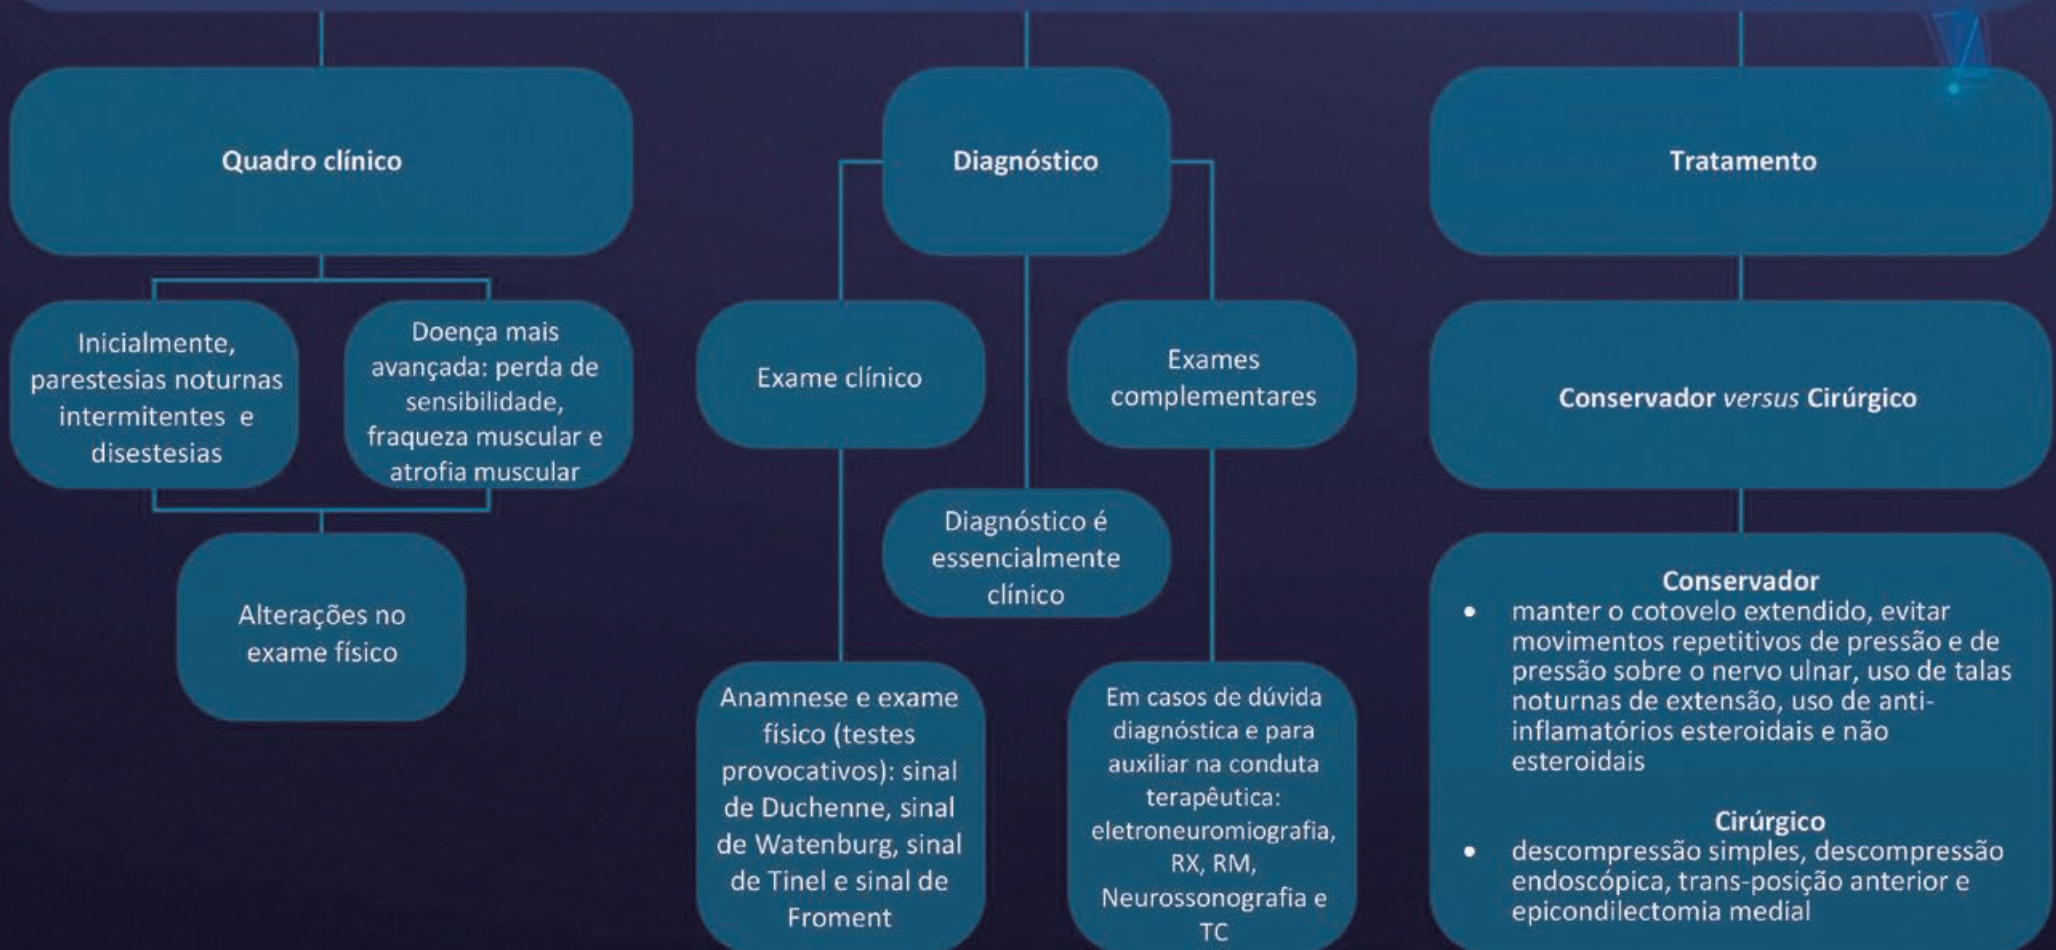 Quadro clínico
Diagnóstico
Tratamento
Inicialmente,
parestesias noturnas
intermitentes e
disestesias
Doença mais
avançada: perda de
sensibilidade,
fraqueza muscular e
atrofia muscular
Alterações no
exame físico
Exame clínico
Exames
complementares
Diagnóstico é
essencialmente
clínico
Anamnese e exame
físico (testes
provocativos): sinal
de Duchenne, sinal
de Watenburg, sinal
de Tinel e sinal de
Froment
Em casos de dúvida
diagnóstica e para
auxiliar na conduta
terapêutica:
eletroneuromiografia,
RX, RM,
Neurossonografia e
TC
Conservador versus Cirúrgico
Conservador
• manter o cotovelo extendido, evitar
movimentos repetitivos de pressão e de
pressão sobre o nervo ulnar, uso de talas
noturnas de extensão, uso de anti-
inflamatórios esteroidais e não
esteroidais
Cirúrgico
• descompressão simples, descompressão
endoscópica, trans-posição anterior e
epicondilectomia medial